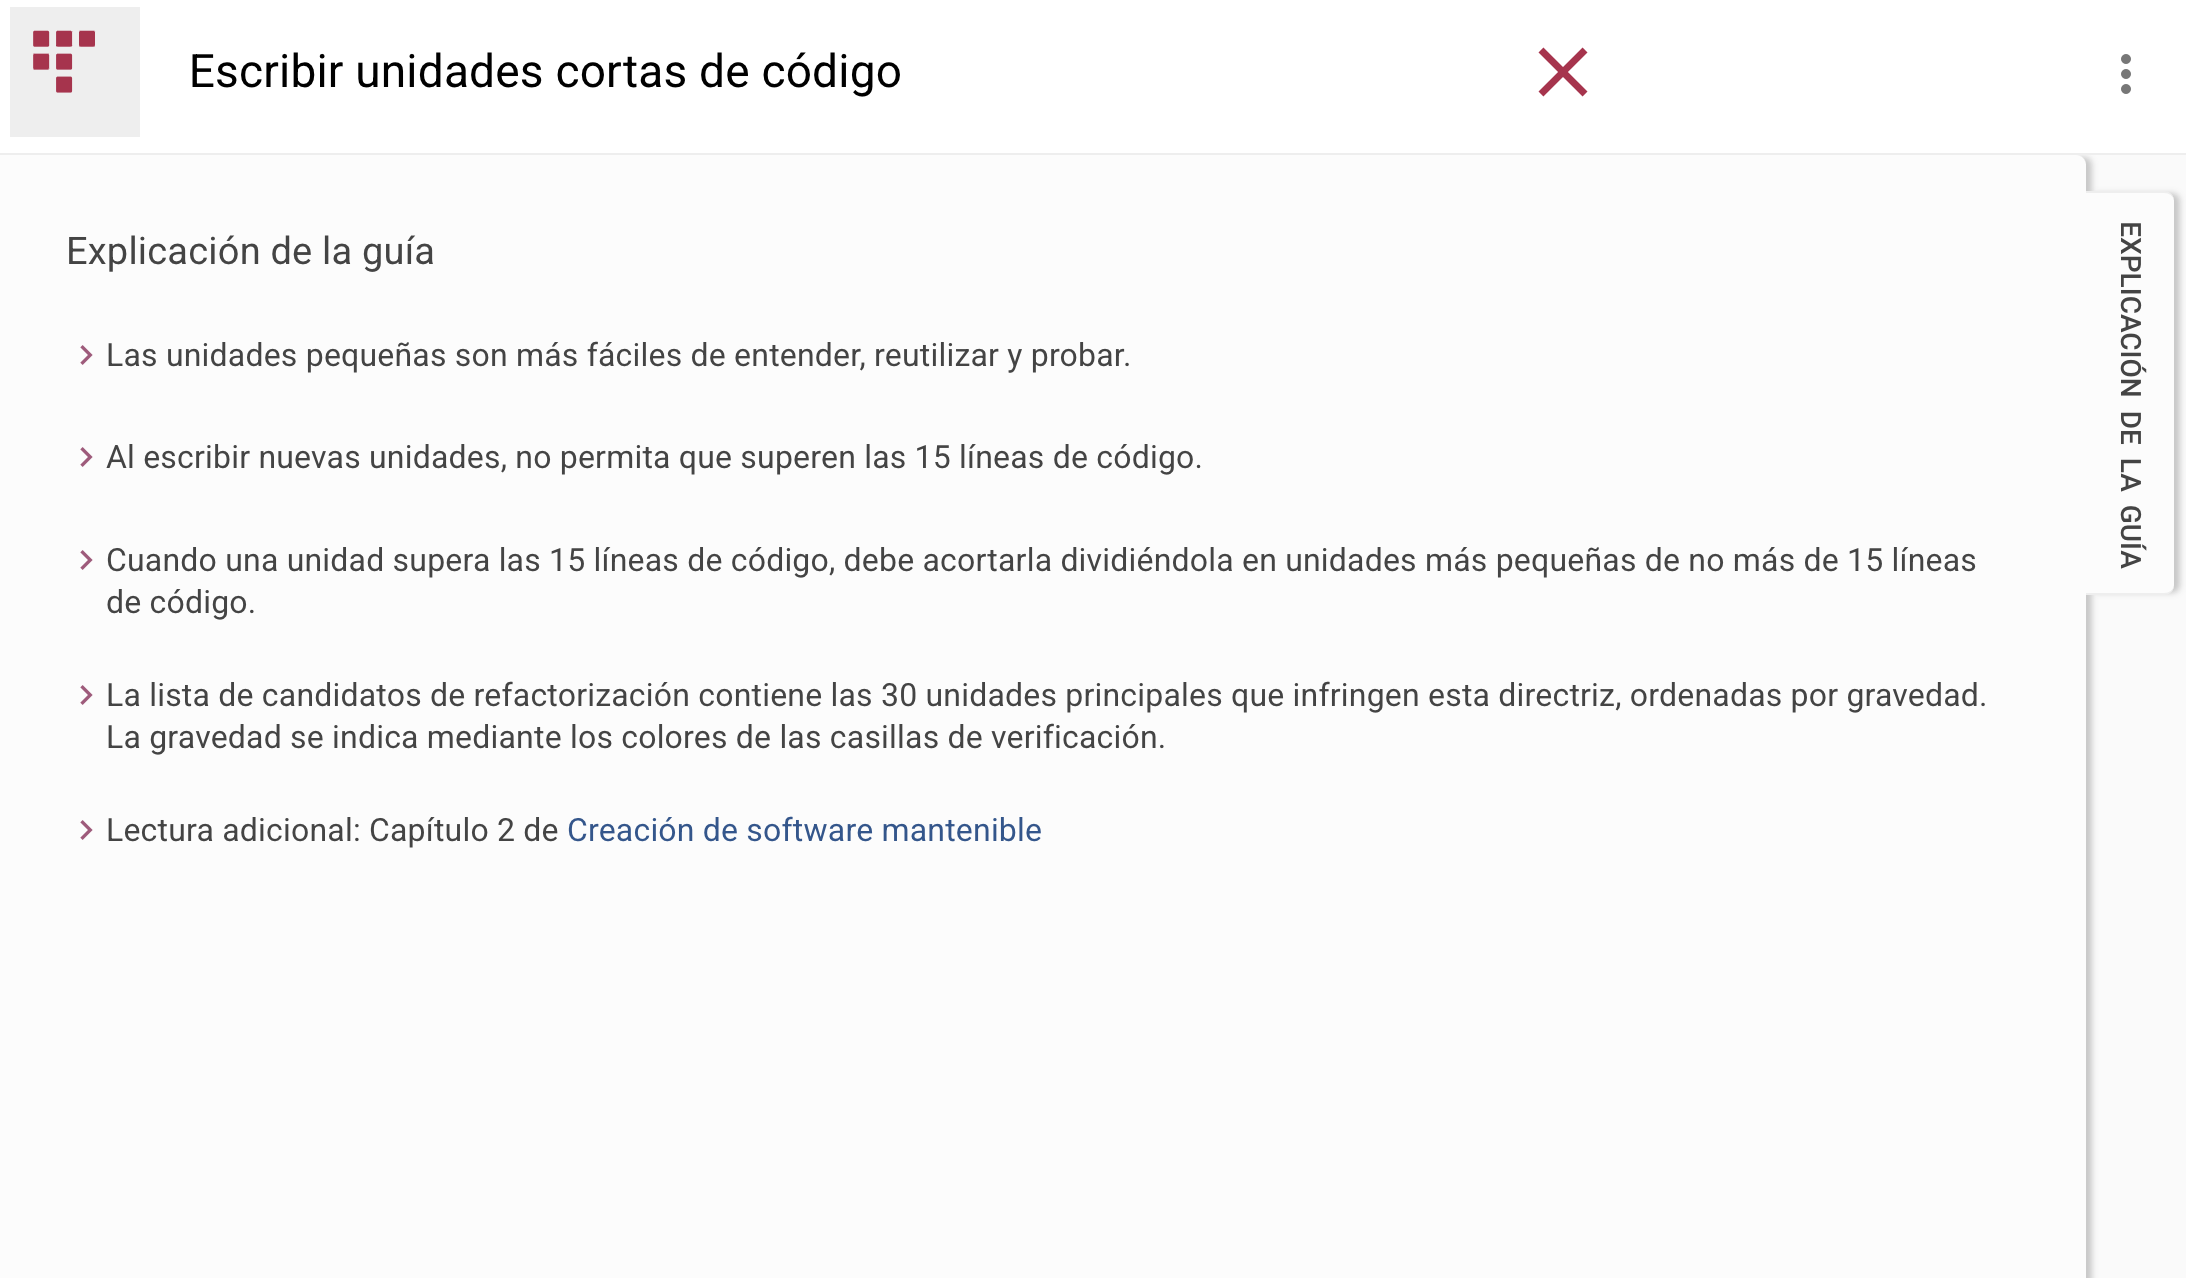 Escribir unidades cortas de código
Explicación de la guía
Las unidades pequeñas son más fáciles de entender, reutilizar y probar.
Al escribir nuevas unidades, no permita que superen las 15 líneas de código.
Cuando una unidad supera las 15 líneas de código, debe acortarla dividiéndola en unidades más pequeñas de no más de 15 líneas
de código.
La lista de candidatos de refactorización contiene las 30 unidades principales que infringen esta directriz, ordenadas por gravedad.
La gravedad se indica mediante los colores de las casillas de verificación.
Lectura adicional: Capítulo 2 de Creación de software mantenible
EXPLICACIÓN DE LA GUÍA